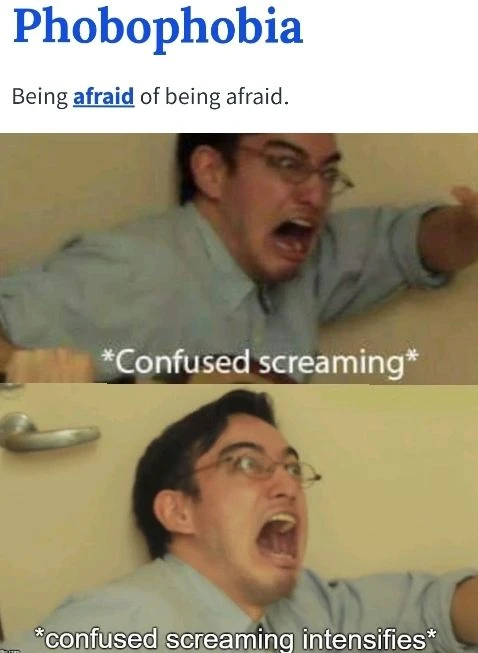 Phobophobia
Being afraid of being afraid.
*Confused screaming*
*confused screaming intensifies*